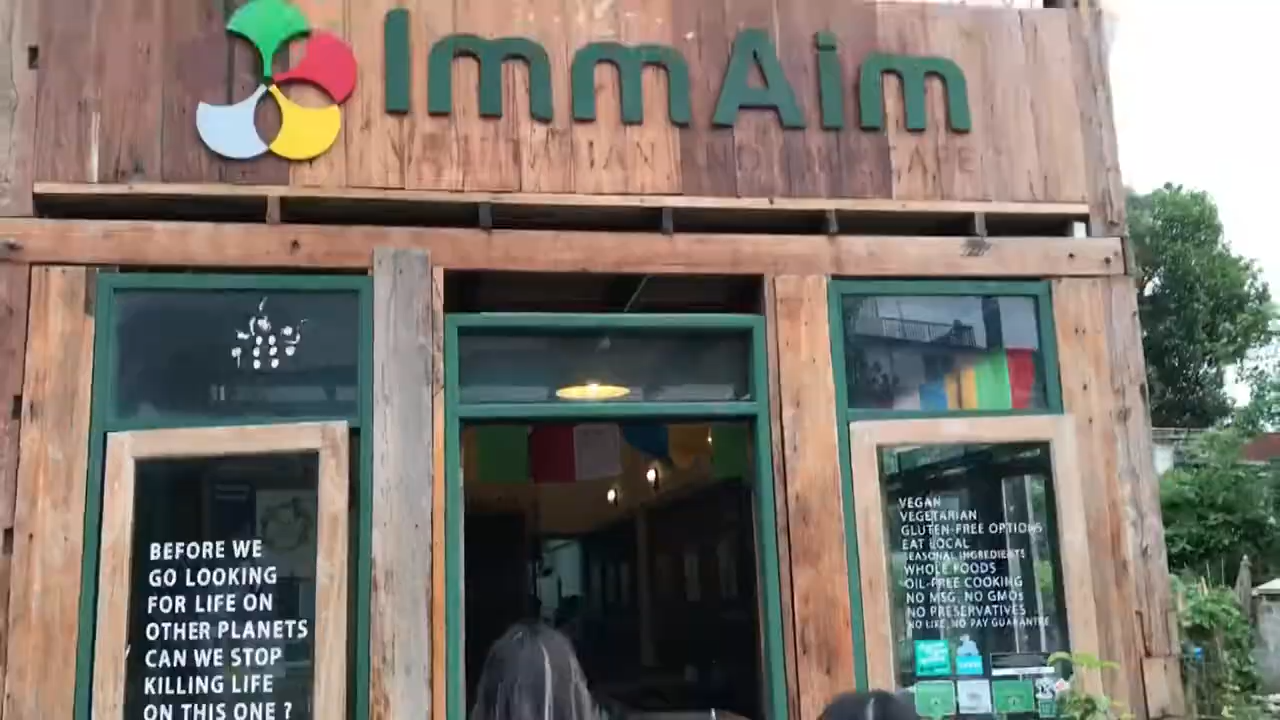 ImmAim
CAFE
BEFORE WE
GO LOOKING
FOR LIFE ON
OTHER PLANETS
CAN WE STOP
KILLING LIFE
ON THIS ONE ?
VEGAN
VEGETARIAN
GLUTEN-FREE OPTIONS
EAT LOCAL
SEASONAL INGREDIENTS
WHOLE FOODS
OIL-FREE COOKING
NO MSG, NO GMOs
NO PRESERVATIVES
NO LIKE, NO PAY GUARANTEE